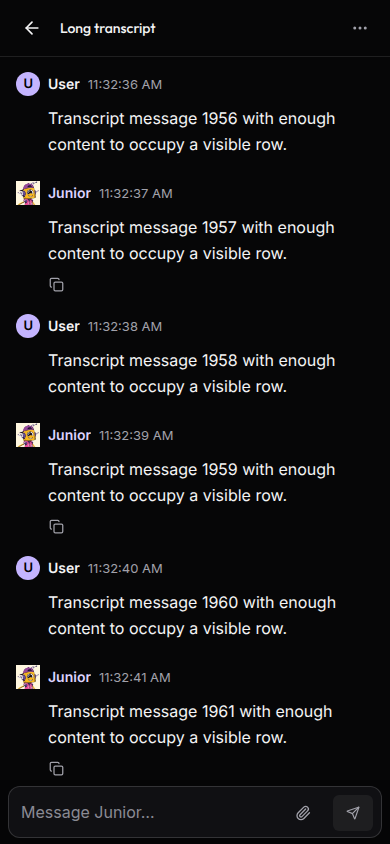 Long transcript
U User 11:32:36 AM
Transcript message 1956 with enough
content to occupy a visible row.
Junior 11:32:37 AM
Transcript message 1957 with enough
content to occupy a visible row.
U User 11:32:38 AM
Transcript message 1958 with enough
content to occupy a visible row.
Junior 11:32:39 AM
Transcript message 1959 with enough
content to occupy a visible row.
U User 11:32:40 AM
Transcript message 1960 with enough
content to occupy a visible row.
Junior 11:32:41 AM
Transcript message 1961 with enough
content to occupy a visible row.
Message Junior...